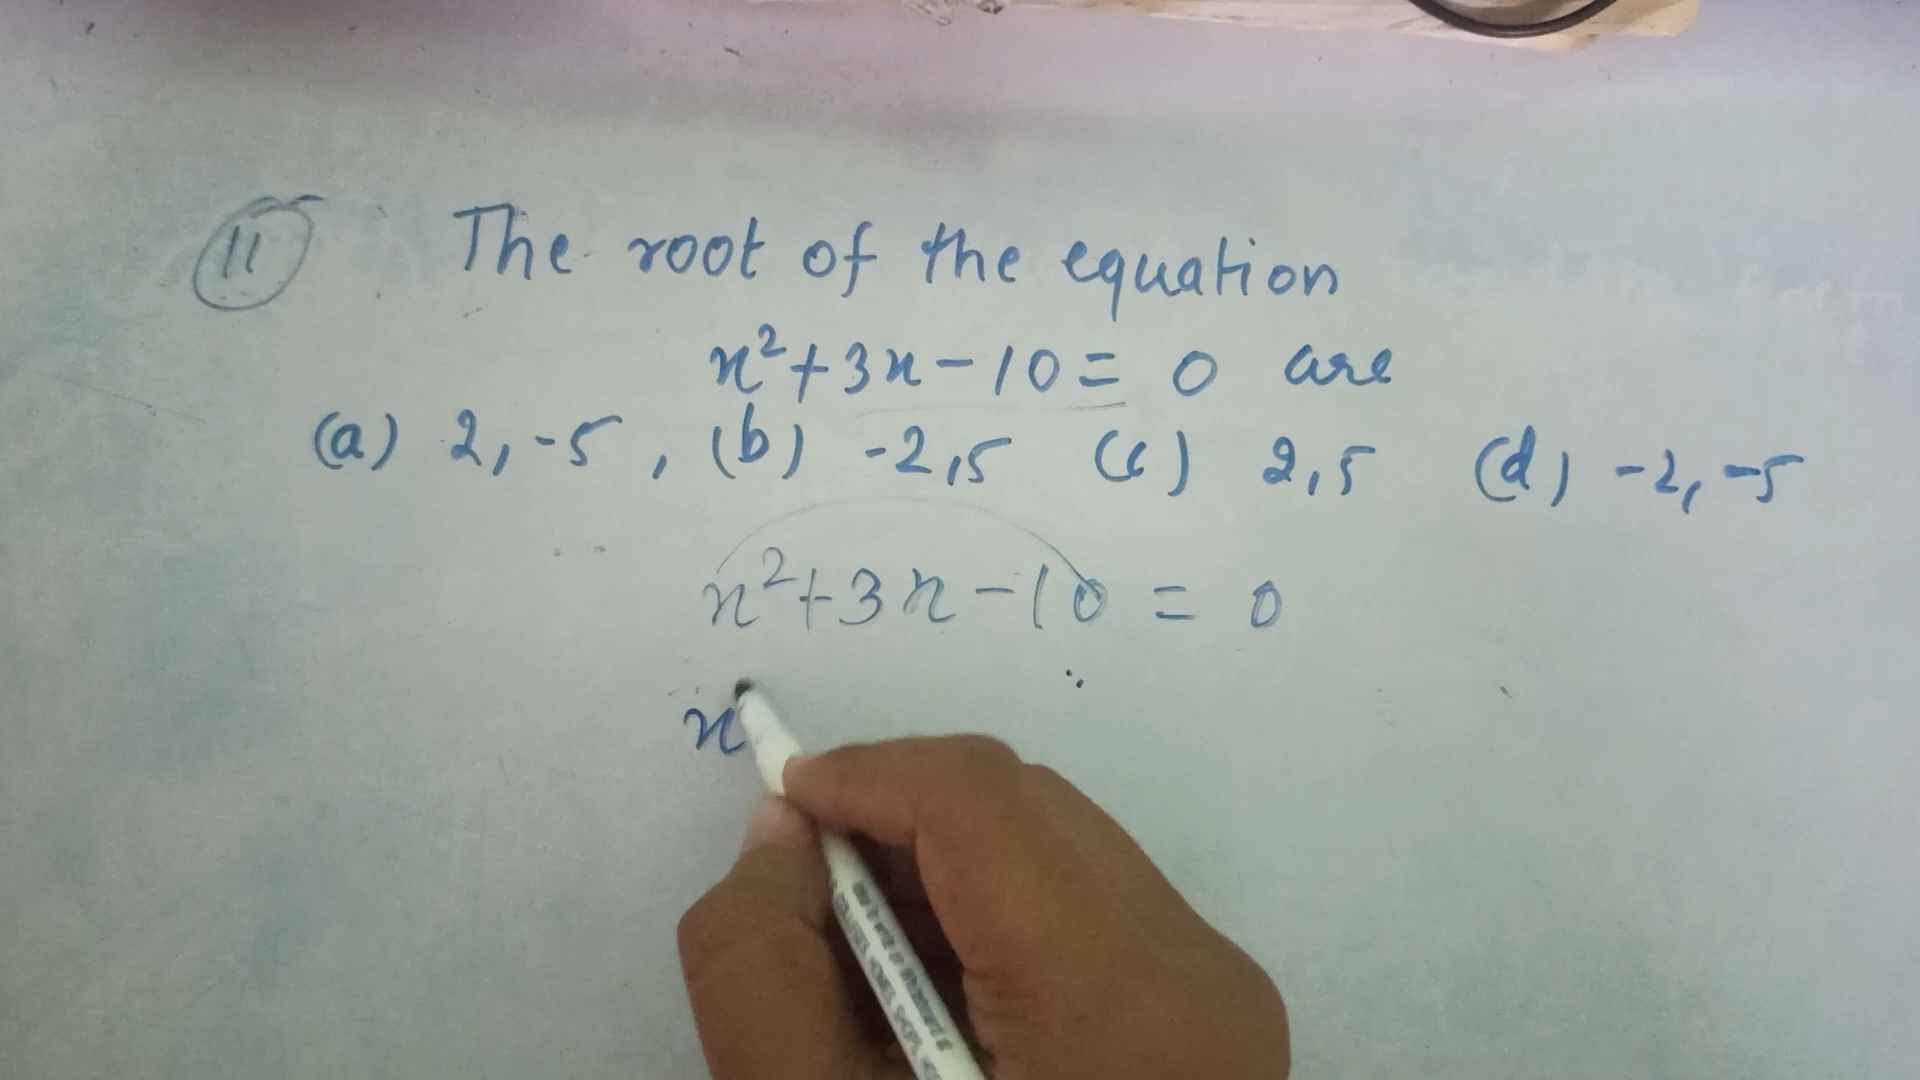 11 The root of the equation
x²+3x-10=0 are
(a) 2,-5, (b) -2,5 (c) 2,5 (d) -2,-5
x²+3x-10=0
x